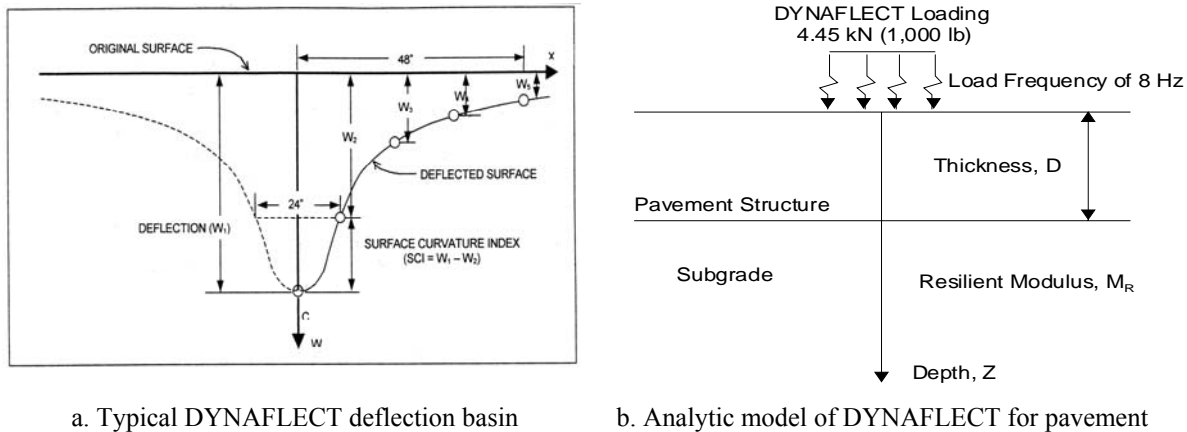 ORIGINAL SURFACE
48"
X
W₅
W₄
W₃
W₂
DEFLECTED SURFACE
24"
DEFLECTION (W₁)
SURFACE CURVATURE INDEX
(SCI = W₁ – W₂)
C
W
a. Typical DYNAFLECT deflection basin
DYNAFLECT Loading
4.45 kN (1,000 lb)
Load Frequency of 8 Hz
Thickness, D
Pavement Structure
Subgrade
Resilient Modulus, M_R
Depth, Z
b. Analytic model of DYNAFLECT for pavement